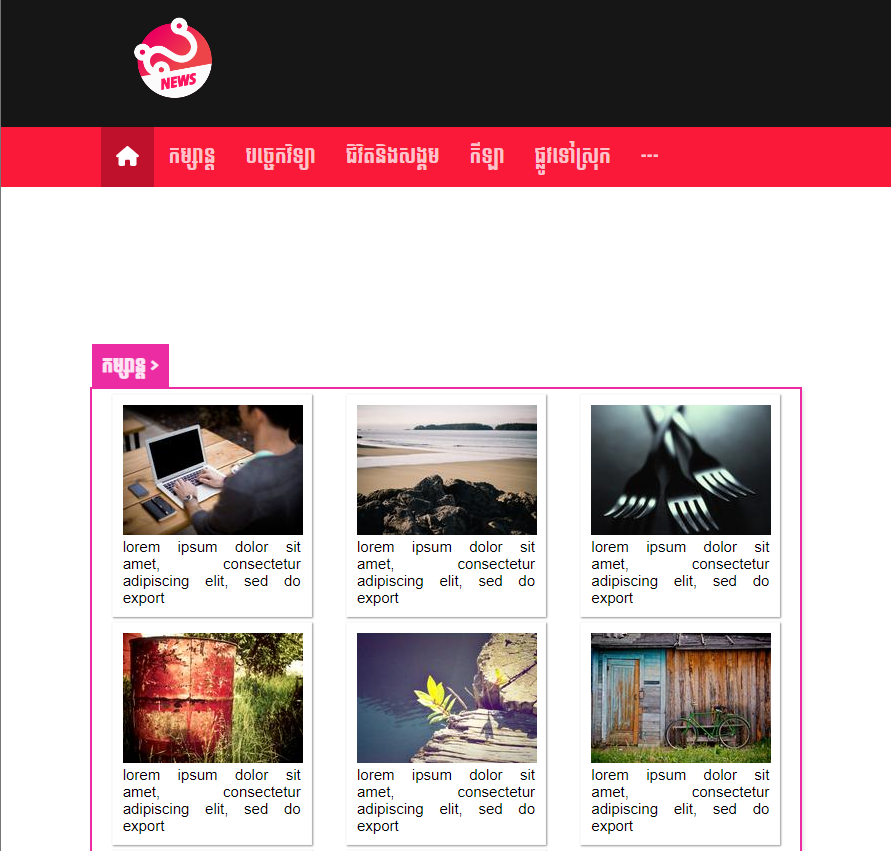 NEWS
កម្សាន្ត បច្ចេកវិទ្យា ជីវិតនិងសង្គម កីឡា ផ្លូវទៅស្រុក ...
កម្សាន្ត >
lorem ipsum dolor sit
amet, consectetur
adipiscing elit, sed do
export
lorem ipsum dolor sit
amet, consectetur
adipiscing elit, sed do
export
lorem ipsum dolor sit
amet, consectetur
adipiscing elit, sed do
export
lorem ipsum dolor sit
amet, consectetur
adipiscing elit, sed do
export
lorem ipsum dolor sit
amet, consectetur
adipiscing elit, sed do
export
lorem ipsum dolor sit
amet, consectetur
adipiscing elit, sed do
export